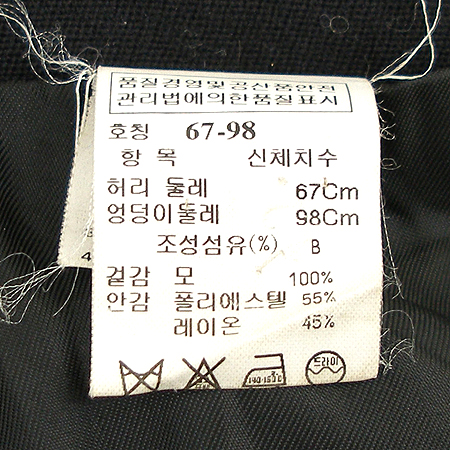 품질경영및공산품안전
관리법에의한품질표시
호칭 67-98
항 목 신체치수
허리 둘레 67Cm
엉덩이둘레 98Cm
조성섬유(%) B
겉감 모 100%
안감 폴리에스텔 55%
레이온 45%
드라이